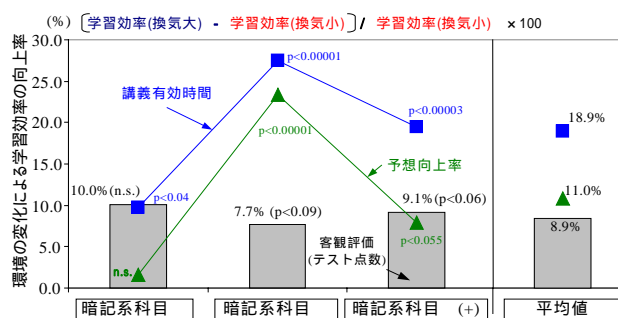 (%) [学習効率(換気大) - 学習効率(換気小)] / 学習効率(換気小) ×100
環境の変化による学習効率の向上率
30.0
25.0
20.0
15.0
10.0
5.0
0.0
講義有効時間
p<0.00001
p<0.00003
p<0.00001
予想向上率
18.9%
11.0%
8.9%
10.0% (n.s.)
p<0.04
7.7% (p<0.09)
9.1% (p<0.06)
p<0.055
n.s.
客観評価
(テスト点数)
暗記系科目
暗記系科目
暗記系科目 (+)
平均値